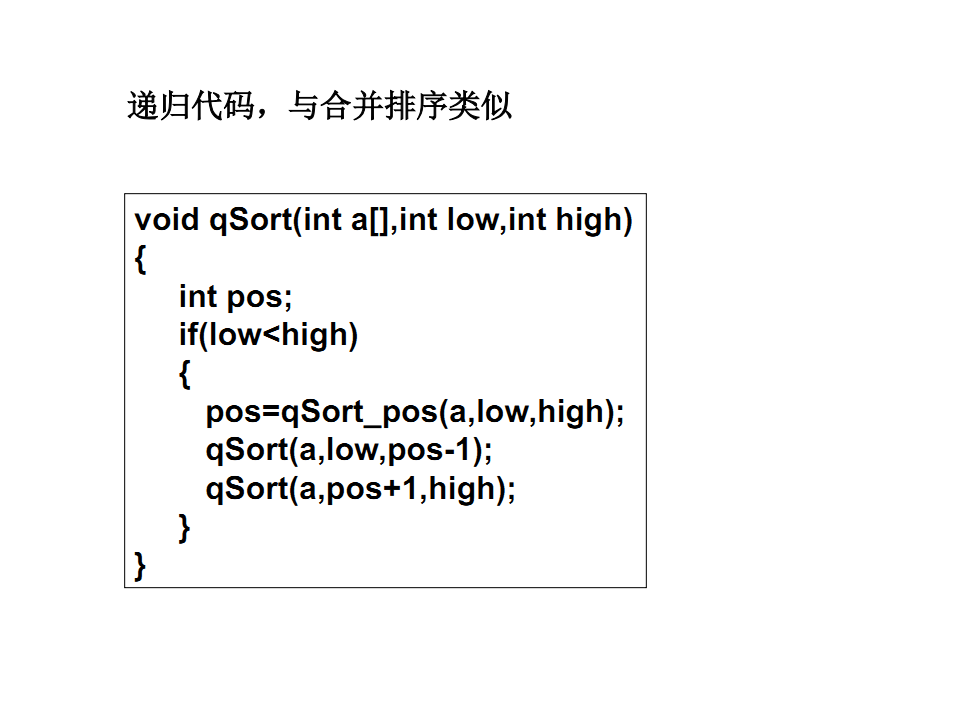 递归代码，与合并排序类似
void qSort(int a[],int low,int high)
{
int pos;
if(low<high)
{
pos=qSort_pos(a,low,high);
qSort(a,low,pos-1);
qSort(a,pos+1,high);
}
}